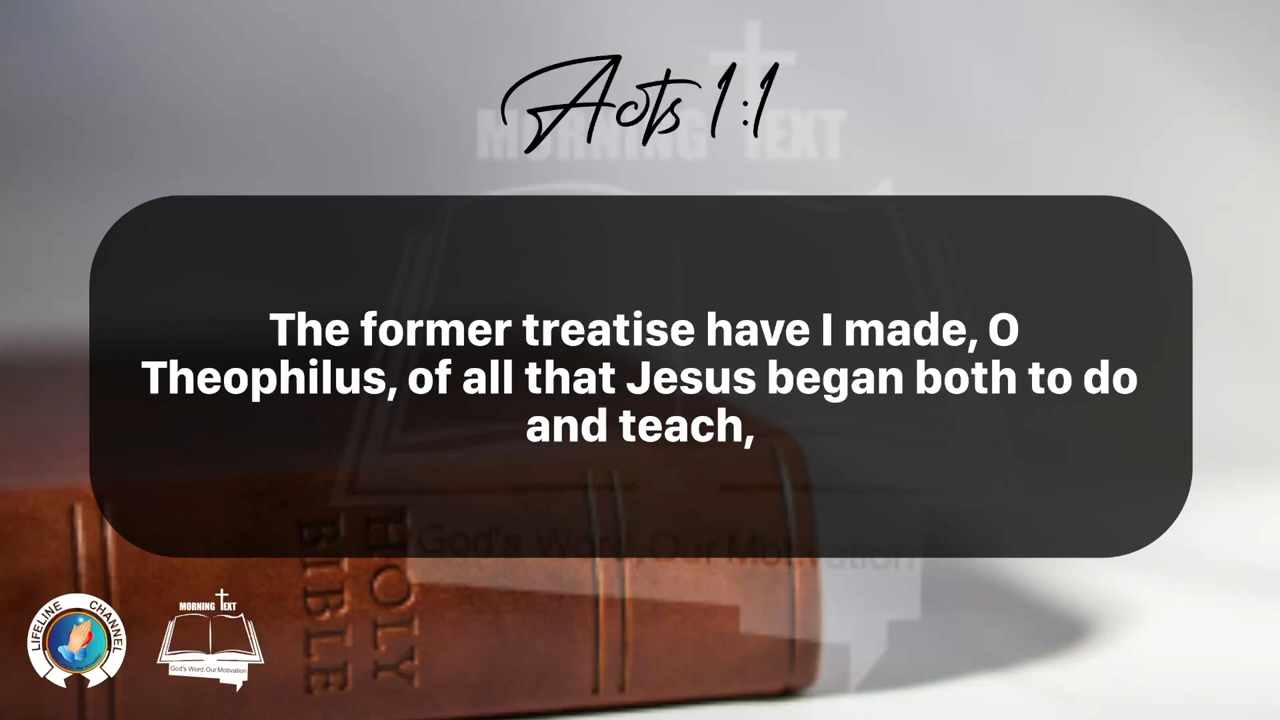 Acts 1:1
MORNING TEXT
The former treatise have I made, O
Theophilus, of all that Jesus began both to do
and teach,
God's Word, Our Motivation
HOLY
BIBLE
LIFELINE CHANNEL
MORNING TEXT
God's Word, Our Motivation